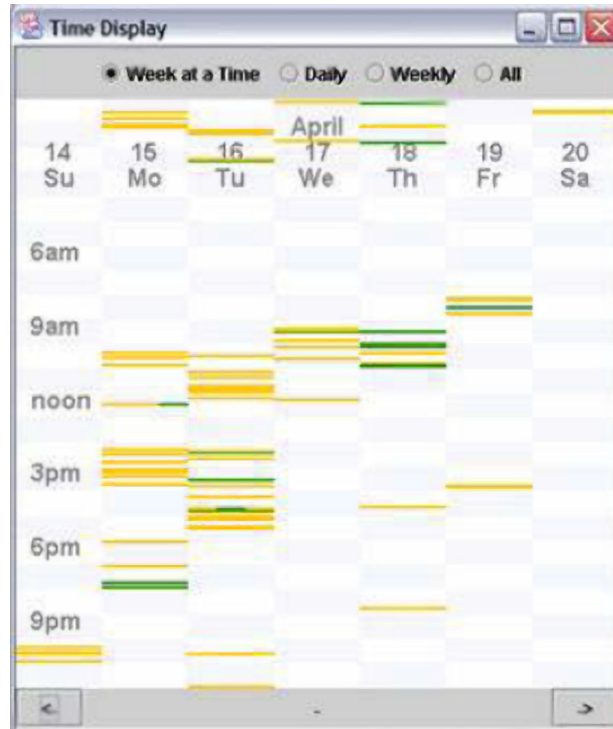 Time Display
Week at a Time Daily Weekly All
April
14 15 16 17 18 19 20
Su Mo Tu We Th Fr Sa
6am
9am
noon
3pm
6pm
9pm
<- - ->